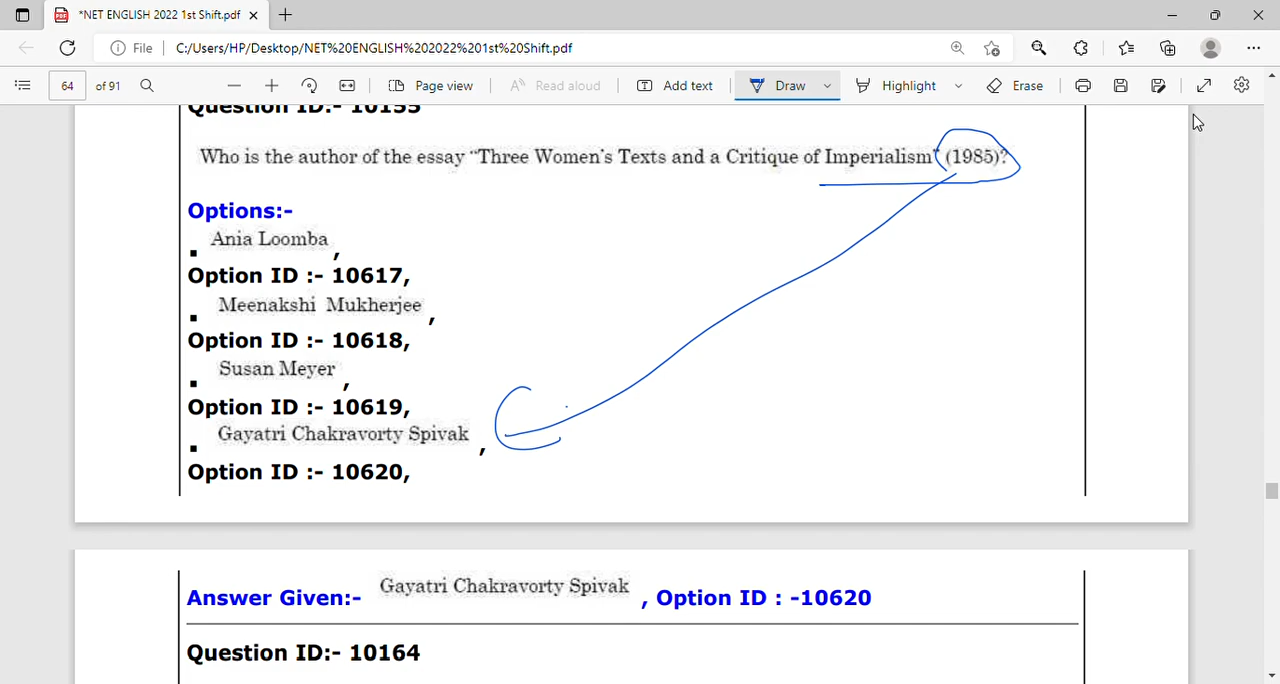 *NET ENGLISH 2022 1st Shift.pdf
File C:/Users/HP/Desktop/NET%20ENGLISH%202022%201st%20Shift.pdf
64 of 91 Page view Read aloud Add text Draw Highlight Erase
Question ID:- 10155
Who is the author of the essay “Three Women’s Texts and a Critique of Imperialism” (1985)?
Options:-
Ania Loomba ,
Option ID :- 10617,
Meenakshi Mukherjee ,
Option ID :- 10618,
Susan Meyer ,
Option ID :- 10619,
Gayatri Chakravorty Spivak ,
Option ID :- 10620,
Answer Given:- Gayatri Chakravorty Spivak , Option ID : -10620
Question ID:- 10164